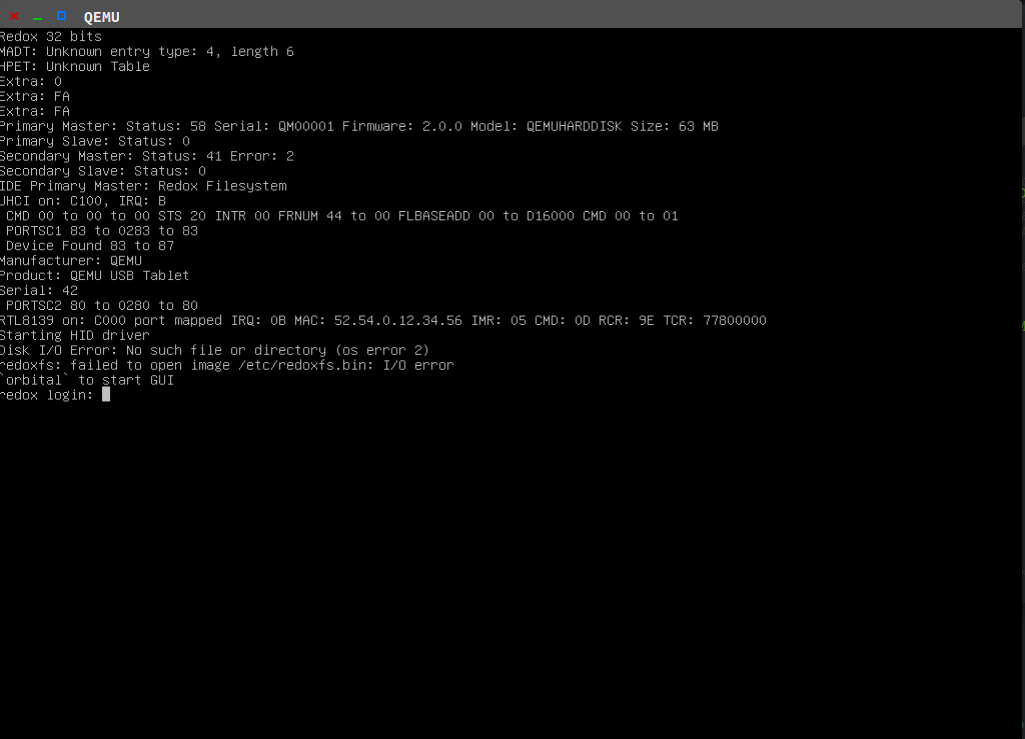 QEMU
Redox 32 bits
MADT: Unknown entry type: 4, length 6
HPET: Unknown Table
Extra: 0
Extra: FA
Extra: FA
Primary Master: Status: 58 Serial: QM00001 Firmware: 2.0.0 Model: QEMUHARDDISK Size: 63 MB
Primary Slave: Status: 0
Secondary Master: Status: 41 Error: 2
Secondary Slave: Status: 0
IDE Primary Master: Redox Filesystem
UHCI on: C100, IRQ: B
CMD 00 to 00 to 00 STS 20 INTR 00 FRNUM 44 to 00 FLBASEADD 00 to D16000 CMD 00 to 01
PORTSC1 83 to 0283 to 83
Device Found 83 to 87
Manufacturer: QEMU
Product: QEMU USB Tablet
Serial: 42
PORTSC2 80 to 0280 to 80
RTL8139 on: C000 port mapped IRQ: 0B MAC: 52.54.0.12.34.56 IMR: 05 CMD: 0D RCR: 9E TCR: 77800000
Starting HID driver
Disk I/O Error: No such file or directory (os error 2)
redoxfs: failed to open image /etc/redoxfs.bin: I/O error
`orbital` to start GUI
redox login: